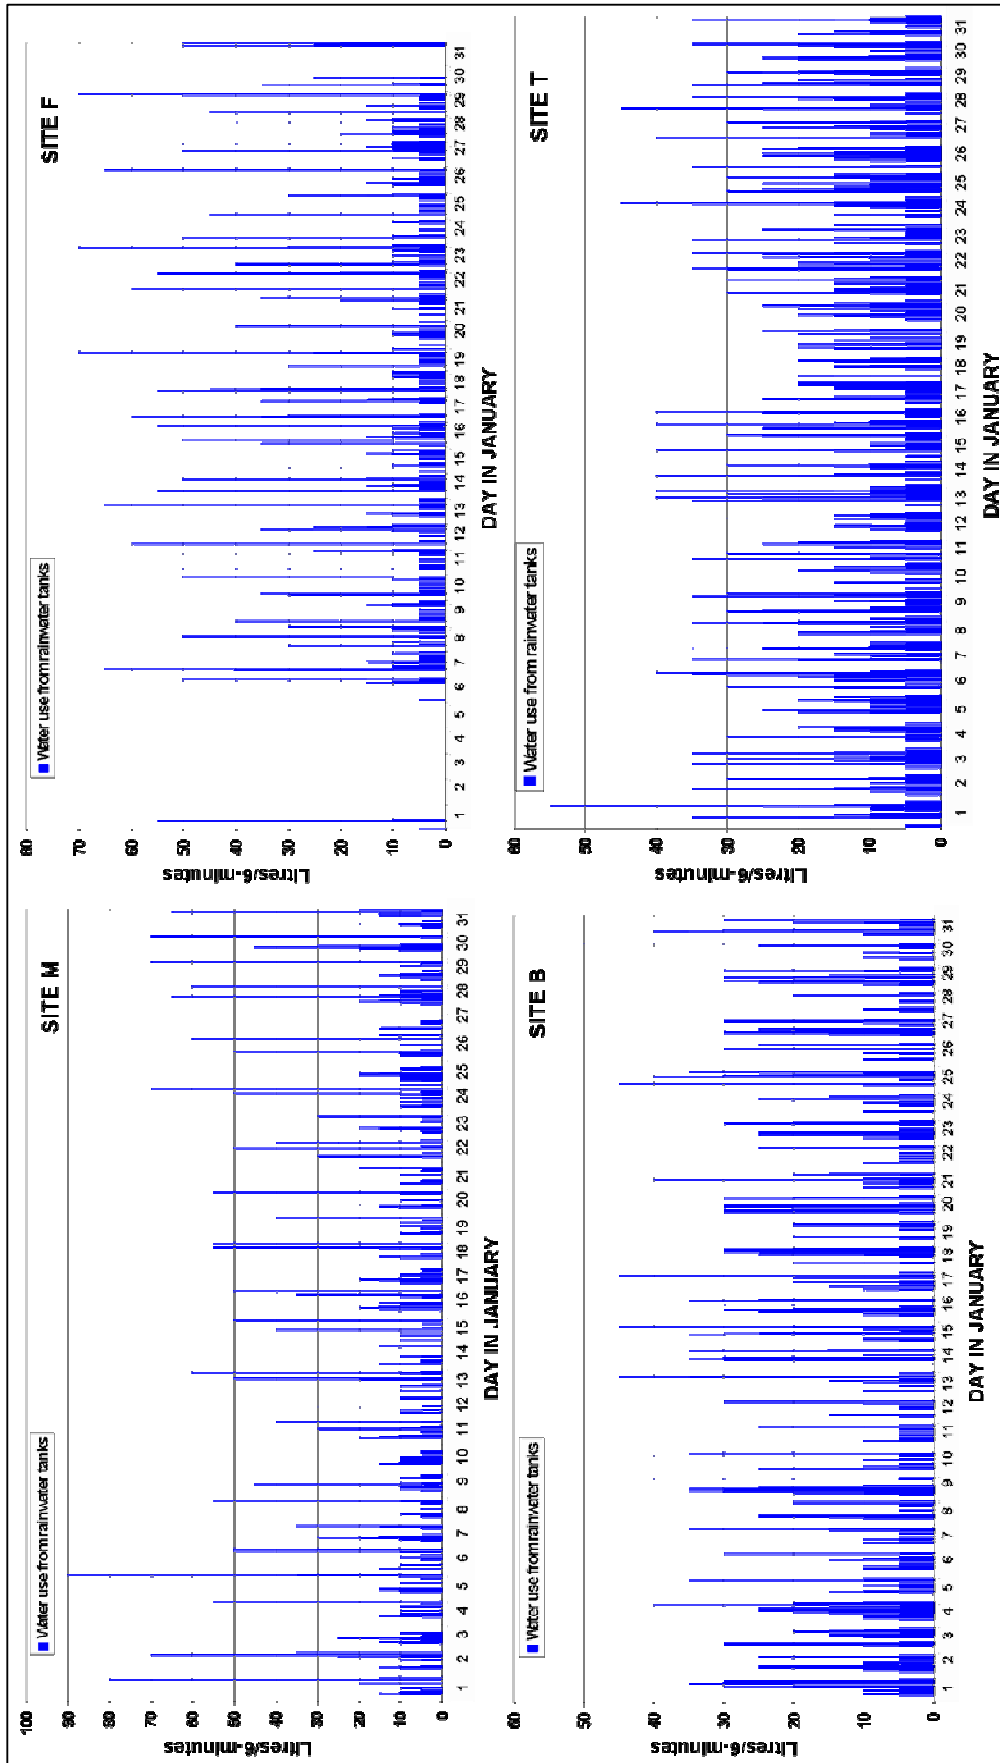 SITE M
Water use from rainwater tanks
Litres/6-minutes
100
90
80
70
60
50
40
30
20
10
0
1 2 3 4 5 6 7 8 9 10 11 12 13 14 15 16 17 18 19 20 21 22 23 24 25 26 27 28 29 30 31
DAY IN JANUARY
SITE F
Water use from rainwater tanks
Litres/6-minutes
80
70
60
50
40
30
20
10
0
1 2 3 4 5 6 7 8 9 10 11 12 13 14 15 16 17 18 19 20 21 22 23 24 25 26 27 28 29 30 31
DAY IN JANUARY
SITE B
Water use from rainwater tanks
Litres/6-minutes
60
50
40
30
20
10
0
1 2 3 4 5 6 7 8 9 10 11 12 13 14 15 16 17 18 19 20 21 22 23 24 25 26 27 28 29 30 31
DAY IN JANUARY
SITE T
Water use from rainwater tanks
Litres/6-minutes
60
50
40
30
20
10
0
1 2 3 4 5 6 7 8 9 10 11 12 13 14 15 16 17 18 19 20 21 22 23 24 25 26 27 28 29 30 31
DAY IN JANUARY